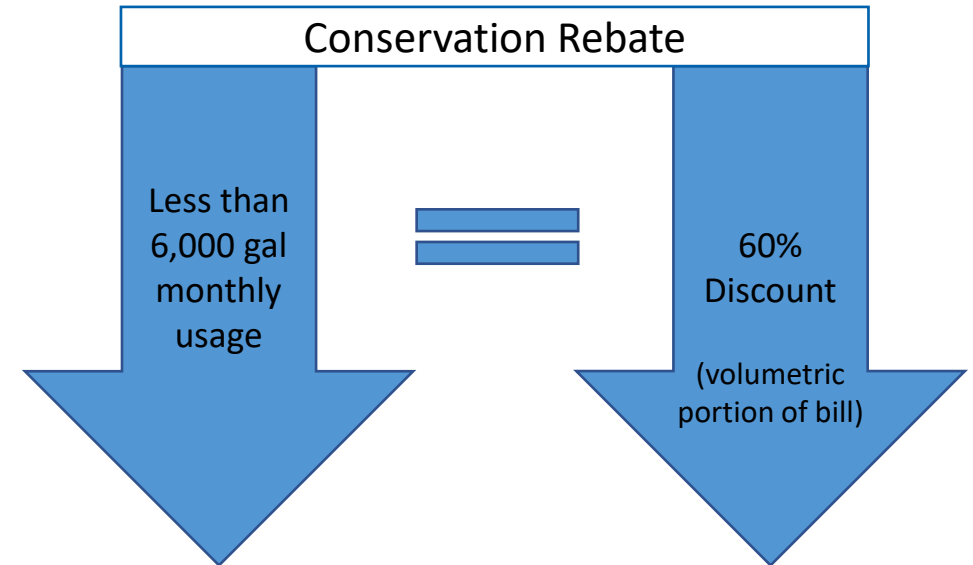 Conservation Rebate
Less than
6,000 gal
monthly
usage
60%
Discount
(volumetric
portion of bill)